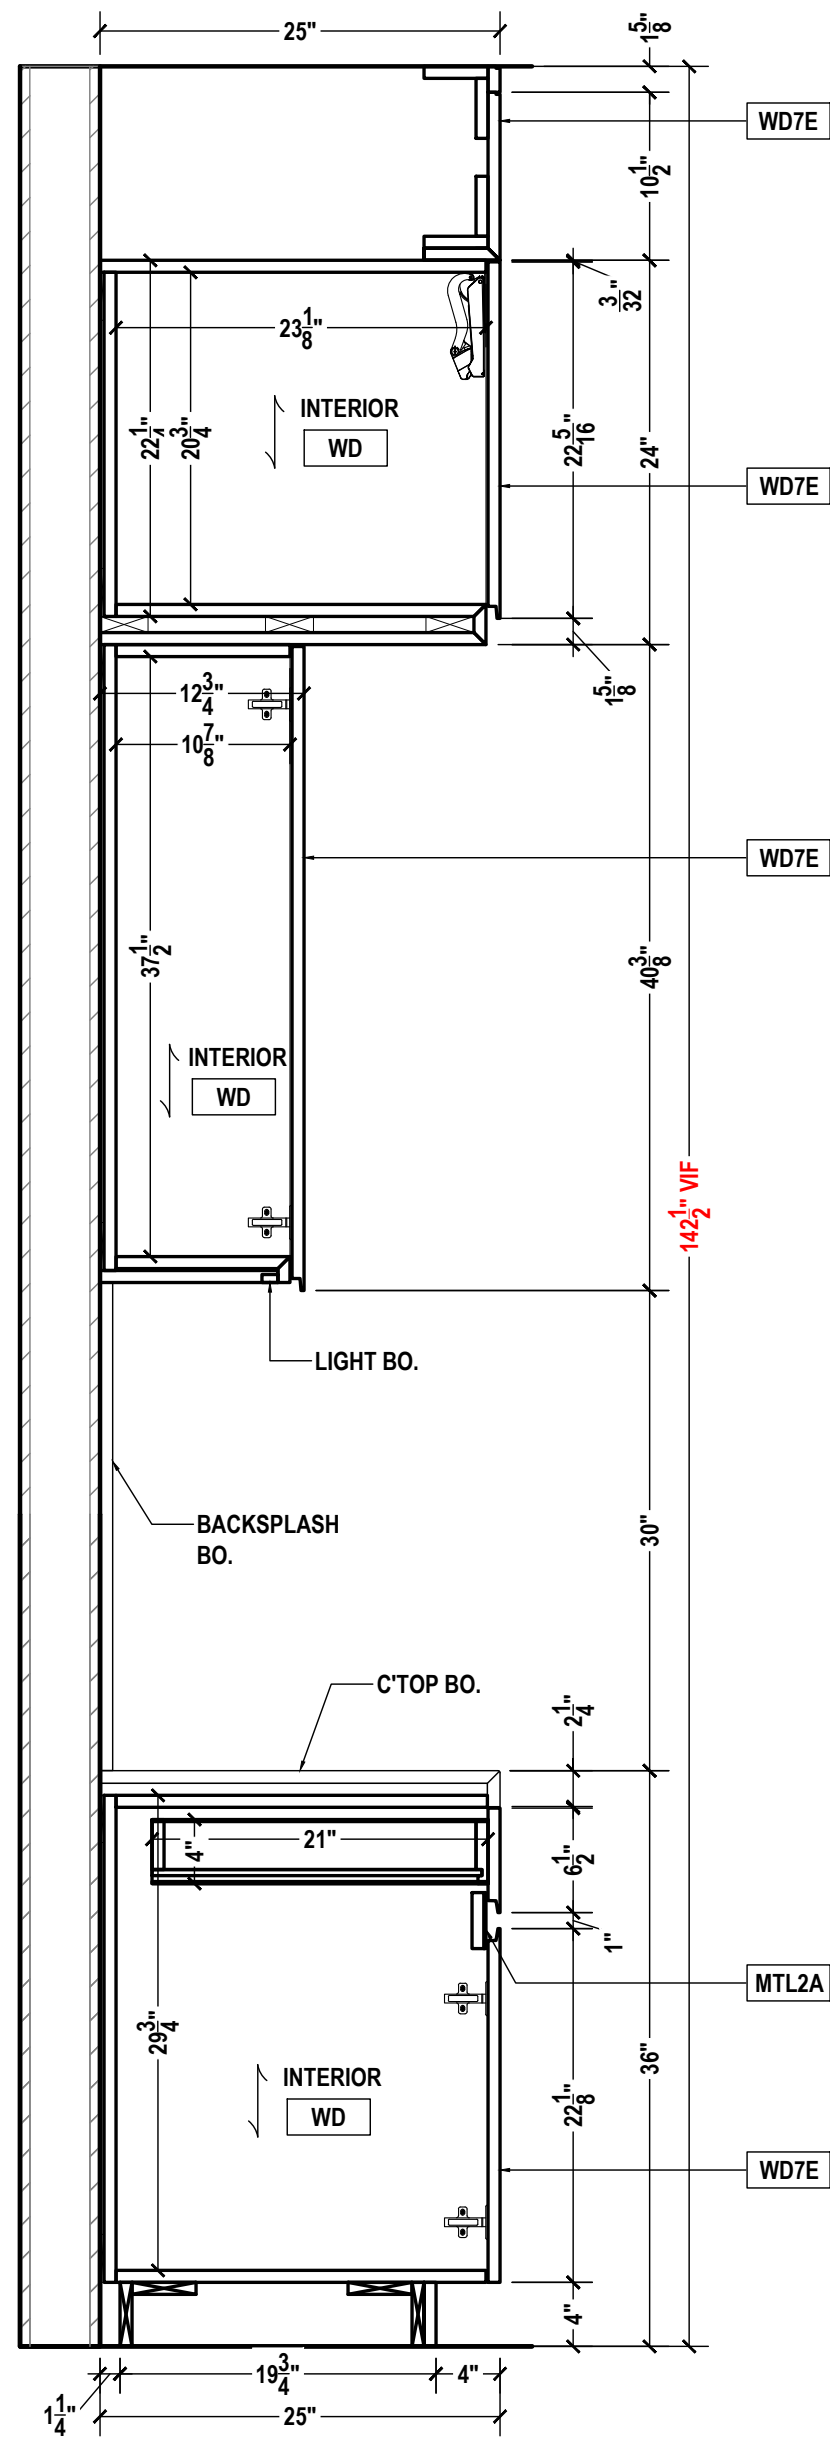 25"
1 5/8"
WD7E
10 1/2"
3/32"
23 1/8"
INTERIOR
WD
22 1/4"
20 3/4"
22 5/16"
24"
WD7E
1 5/8"
12 3/4"
10 7/8"
WD7E
37 1/2"
40 3/8"
INTERIOR
WD
142 1/2" VIF
LIGHT BO.
BACKSPLASH
BO.
30"
C'TOP BO.
2 1/4"
21"
4"
6 1/2"
1"
MTL2A
29 3/4"
36"
INTERIOR
WD
22 1/8"
WD7E
4"
19 3/4"
4"
1 1/4"
25"